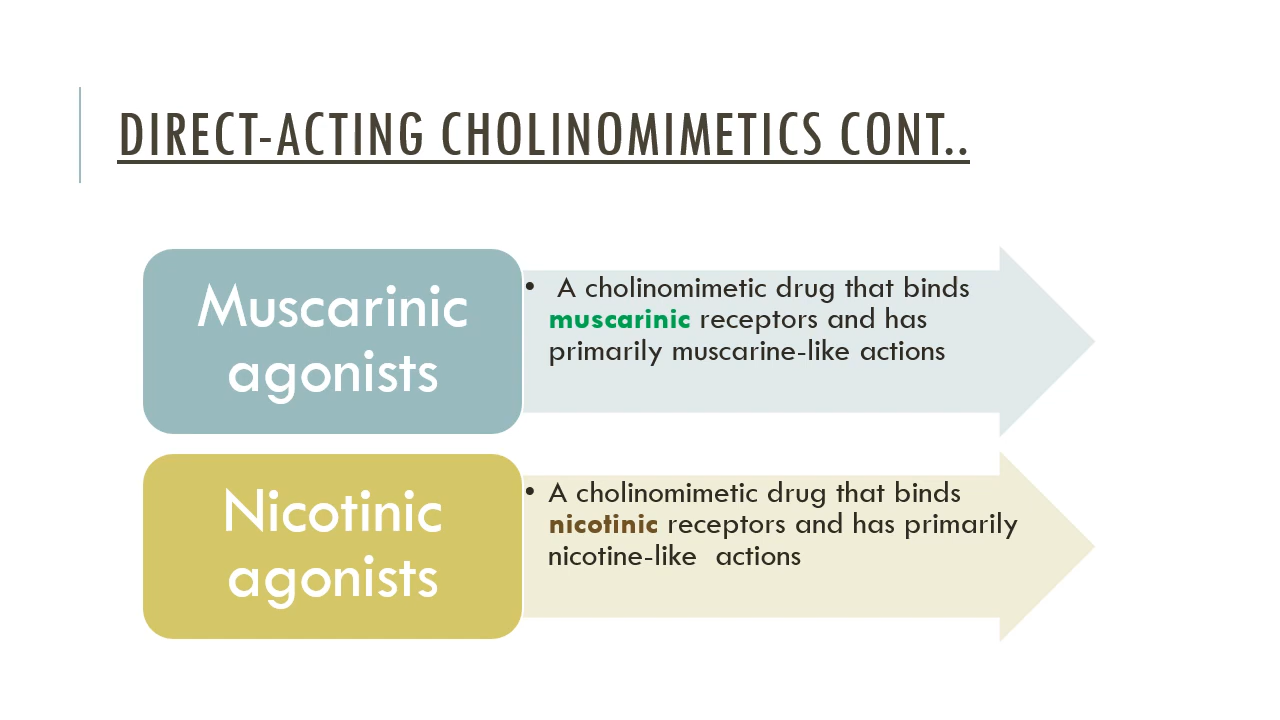 DIRECT-ACTING CHOLINOMIMETICS CONT..
Muscarinic
agonists
• A cholinomimetic drug that binds
muscarinic receptors and has
primarily muscarine-like actions
Nicotinic
agonists
• A cholinomimetic drug that binds
nicotinic receptors and has primarily
nicotine-like actions